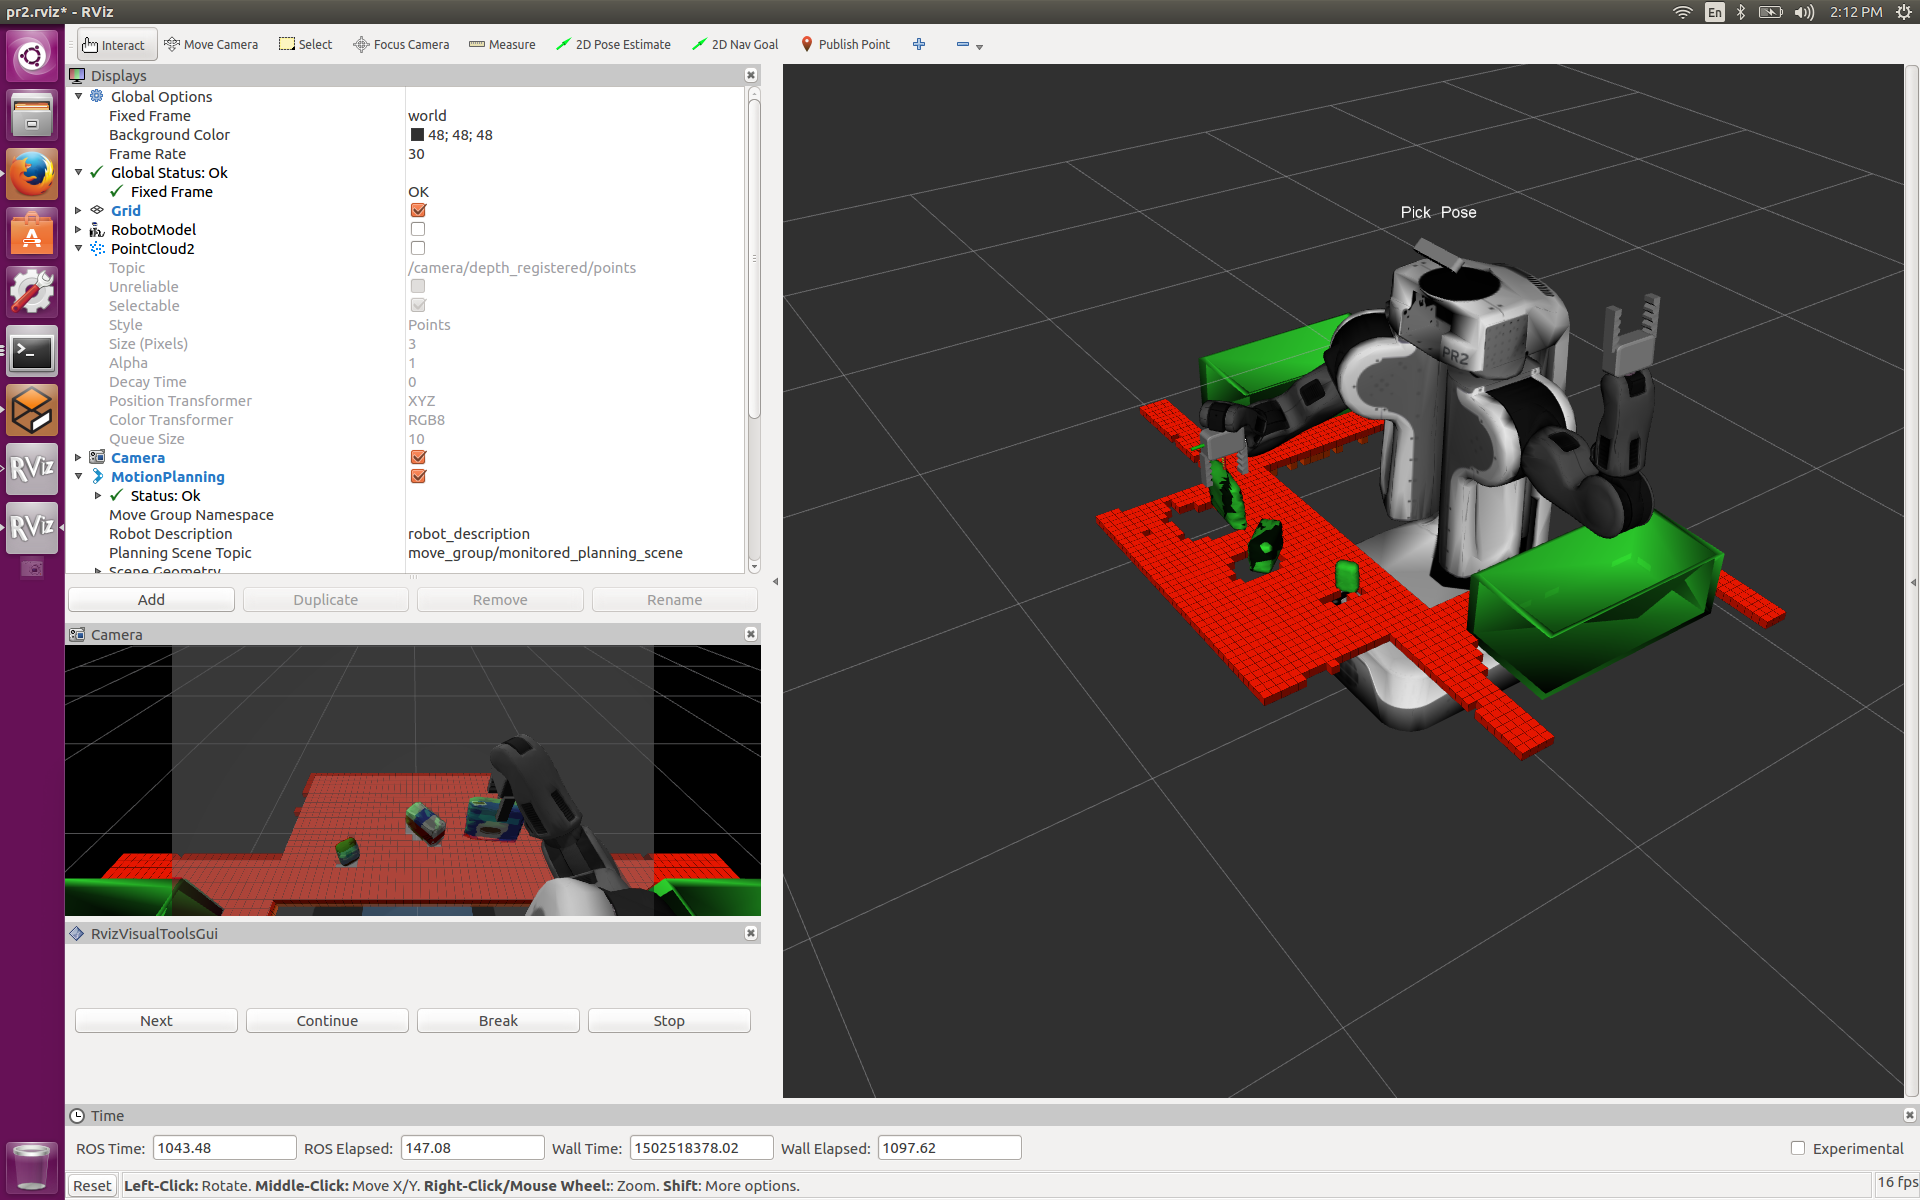 pr2.rviz* - RViz
En
2:12 PM
Interact
Move Camera
Select
Focus Camera
Measure
2D Pose Estimate
2D Nav Goal
Publish Point
Displays
Global Options
Fixed Frame world
Background Color 48; 48; 48
Frame Rate 30
Global Status: Ok
Fixed Frame OK
Grid
RobotModel
PointCloud2
Topic /camera/depth_registered/points
Unreliable
Selectable
Style Points
Size (Pixels) 3
Alpha 1
Decay Time 0
Position Transformer XYZ
Color Transformer RGB8
Queue Size 10
Camera
MotionPlanning
Status: Ok
Move Group Namespace
Robot Description robot_description
Planning Scene Topic move_group/monitored_planning_scene
Scene Geometry
Add
Duplicate
Remove
Rename
Camera
RvizVisualToolsGui
Next
Continue
Break
Stop
Pick Pose
PR2
RViz
RViz
Time
ROS Time: 1043.48 ROS Elapsed: 147.08 Wall Time: 1502518378.02 Wall Elapsed: 1097.62 Experimental
Reset
Left-Click: Rotate. Middle-Click: Move X/Y. Right-Click/Mouse Wheel:: Zoom. Shift: More options.
16 fps